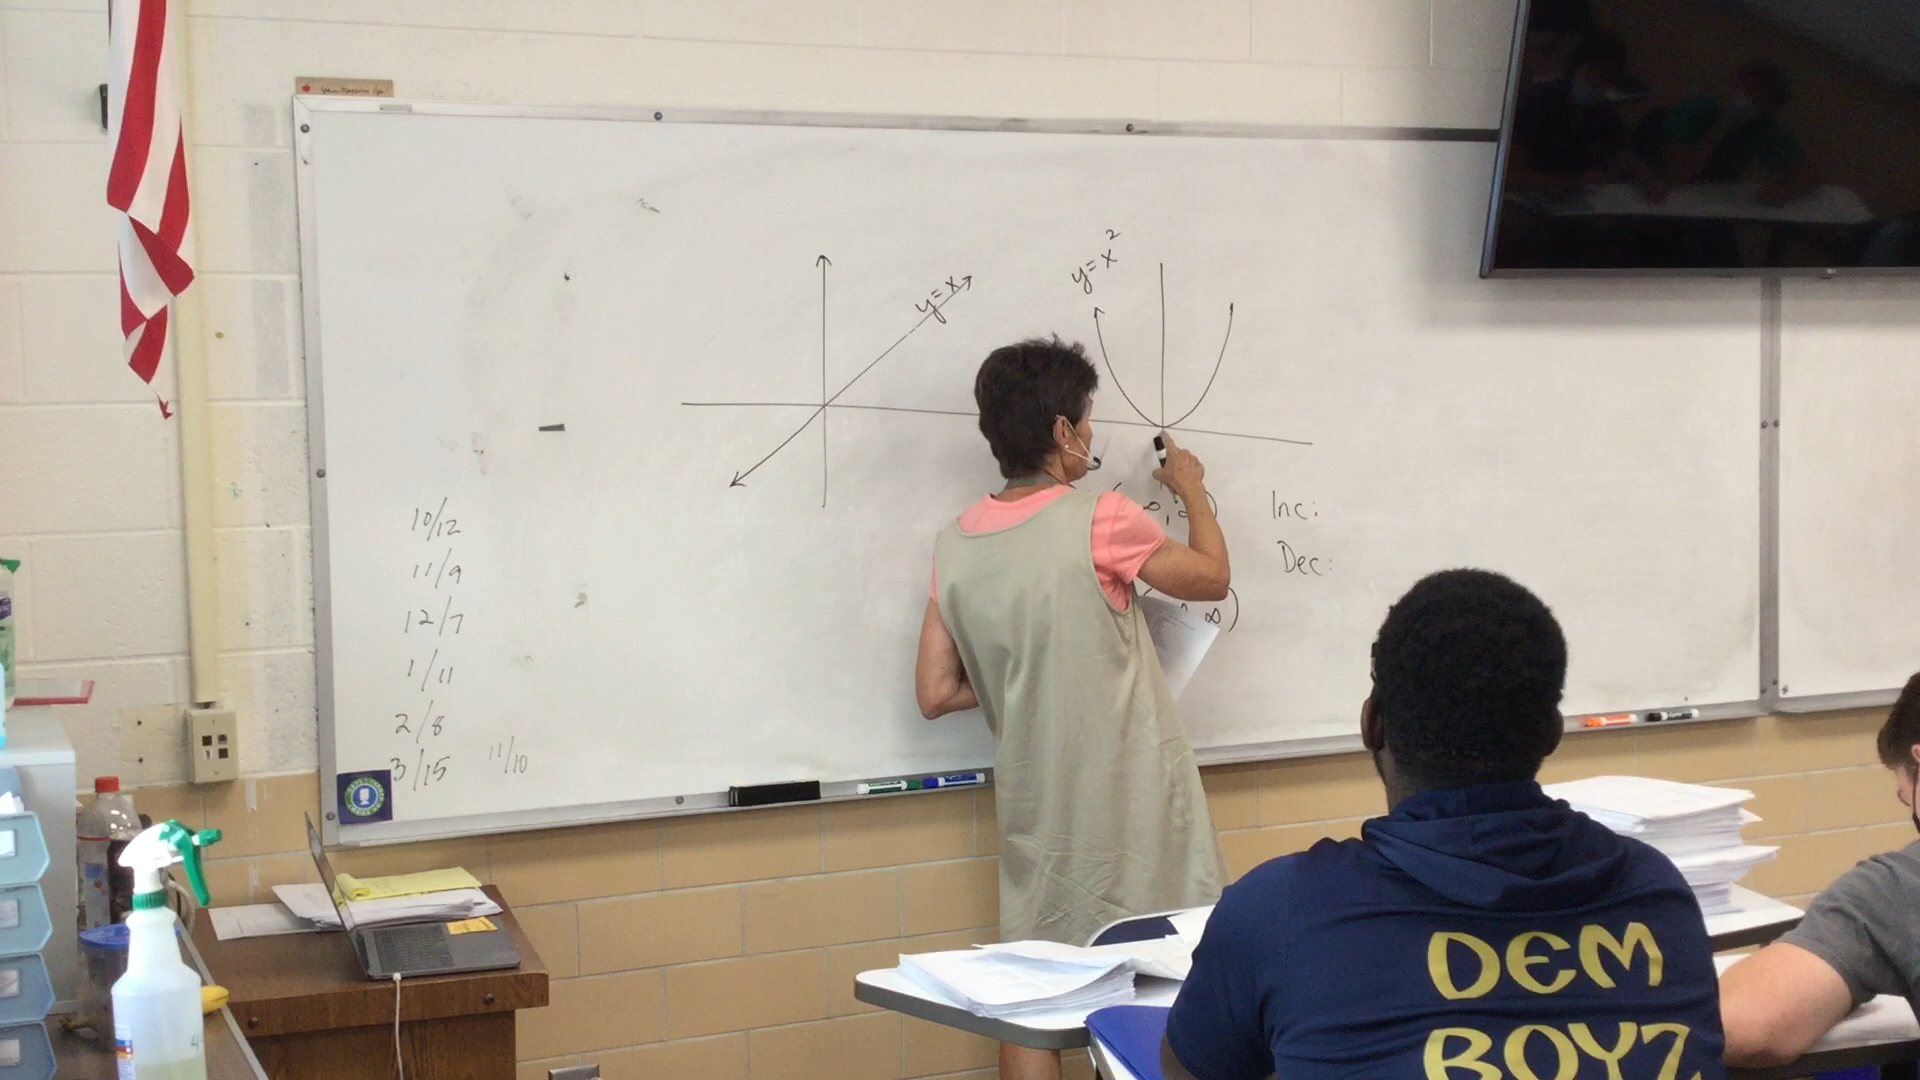 y=x
y=x²
∞,∞)
Inc:
Dec:
∞)
10/12
11/9
12/7
1/11
2/8
3/15
11/10
DEM
BOYZ